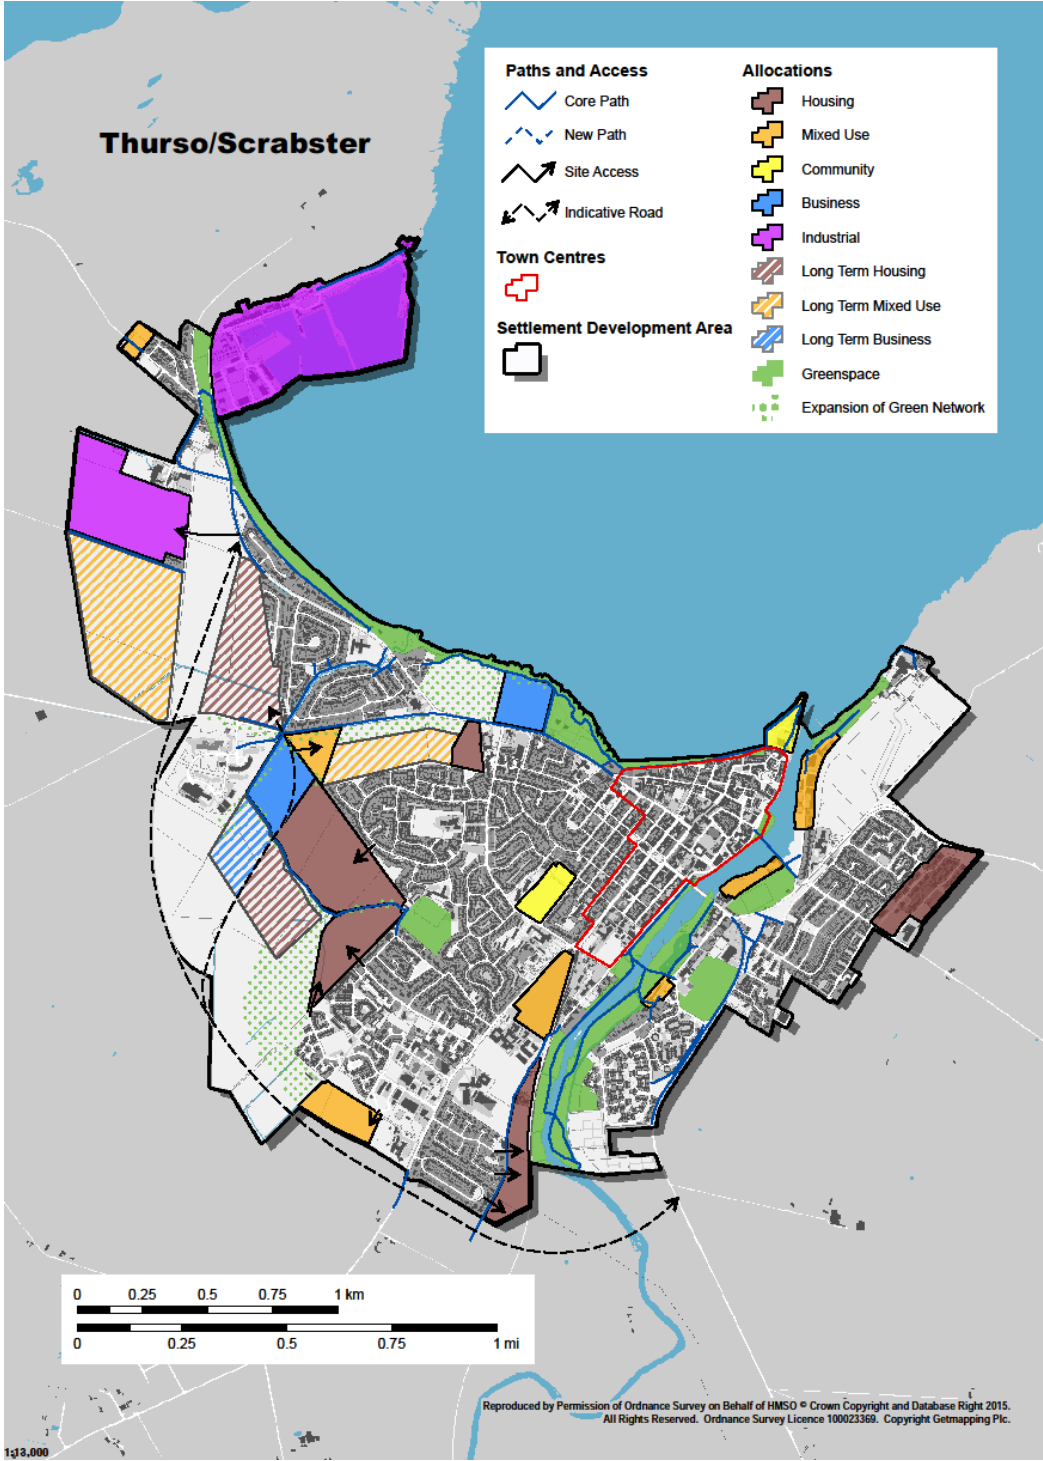 Thurso/Scrabster
Paths and Access
Core Path
New Path
Site Access
Indicative Road
Town Centres
Settlement Development Area
Allocations
Housing
Mixed Use
Community
Business
Industrial
Long Term Housing
Long Term Mixed Use
Long Term Business
Greenspace
Expansion of Green Network
0 0.25 0.5 0.75 1 km
0 0.25 0.5 0.75 1 mi
Reproduced by Permission of Ordnance Survey on Behalf of HMSO © Crown Copyright and Database Right 2015.
All Rights Reserved. Ordnance Survey Licence 100023369. Copyright Getmapping Plc.
1:13,000